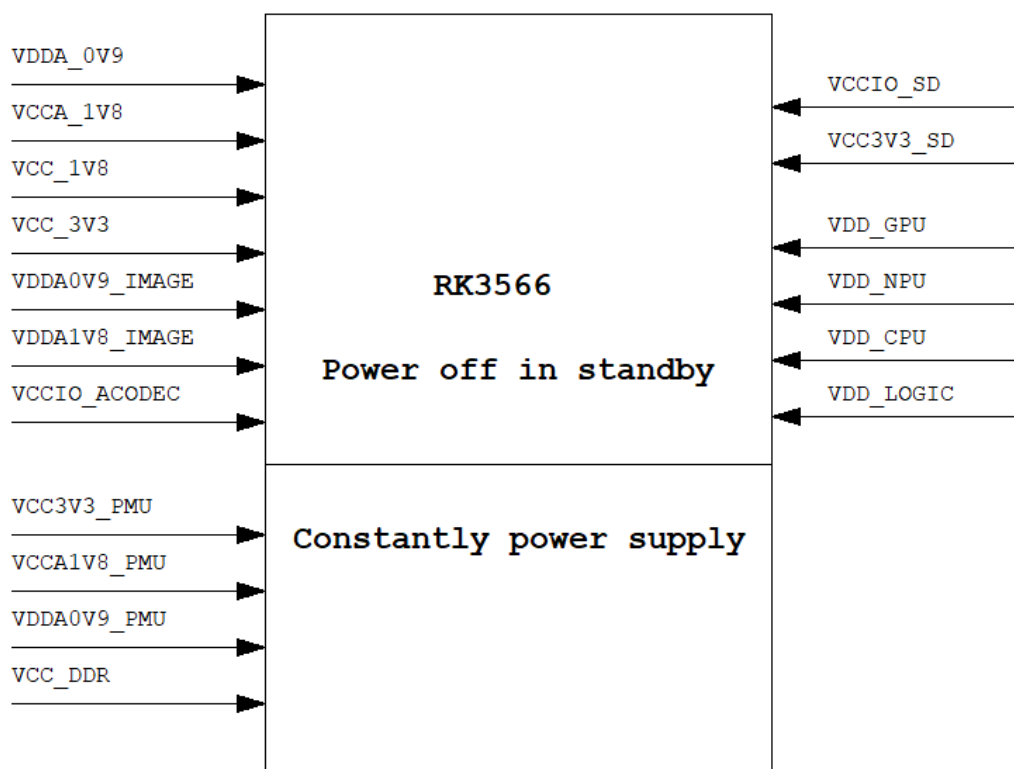 VDDA_0V9
VCCA_1V8
VCC_1V8
VCC_3V3
VDDA0V9_IMAGE
VDDA1V8_IMAGE
VCCIO_ACODEC
VCC3V3_PMU
VCCA1V8_PMU
VDDA0V9_PMU
VCC_DDR
RK3566
Power off in standby
Constantly power supply
VCCIO_SD
VCC3V3_SD
VDD_GPU
VDD_NPU
VDD_CPU
VDD_LOGIC